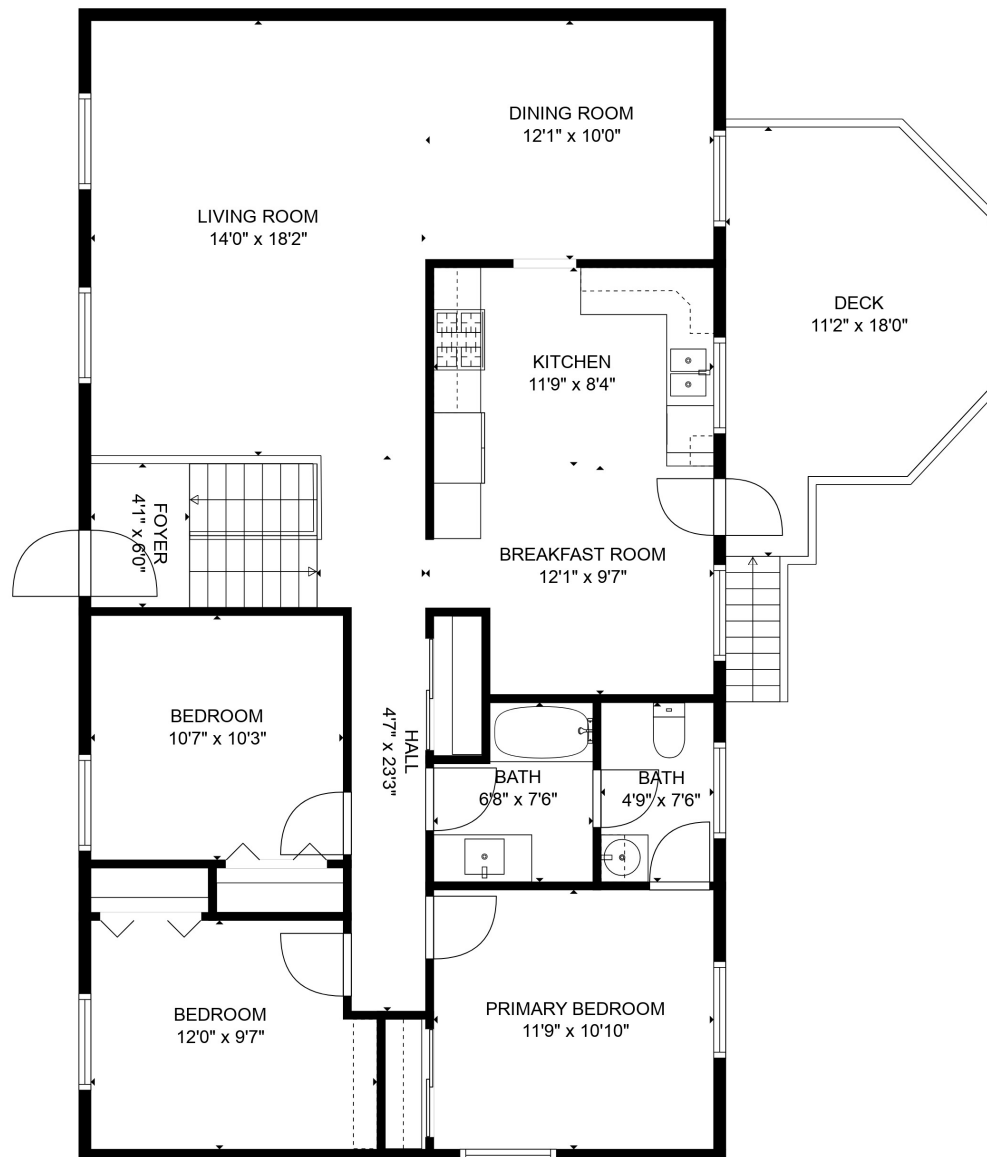 DINING ROOM
12'1" x 10'0"
LIVING ROOM
14'0" x 18'2"
DECK
11'2" x 18'0"
KITCHEN
11'9" x 8'4"
FOYER
4'1" x 6'0"
BREAKFAST ROOM
12'1" x 9'7"
BEDROOM
10'7" x 10'3"
HALL
4'7" x 23'3"
BATH
6'8" x 7'6"
BATH
4'9" x 7'6"
BEDROOM
12'0" x 9'7"
PRIMARY BEDROOM
11'9" x 10'10"